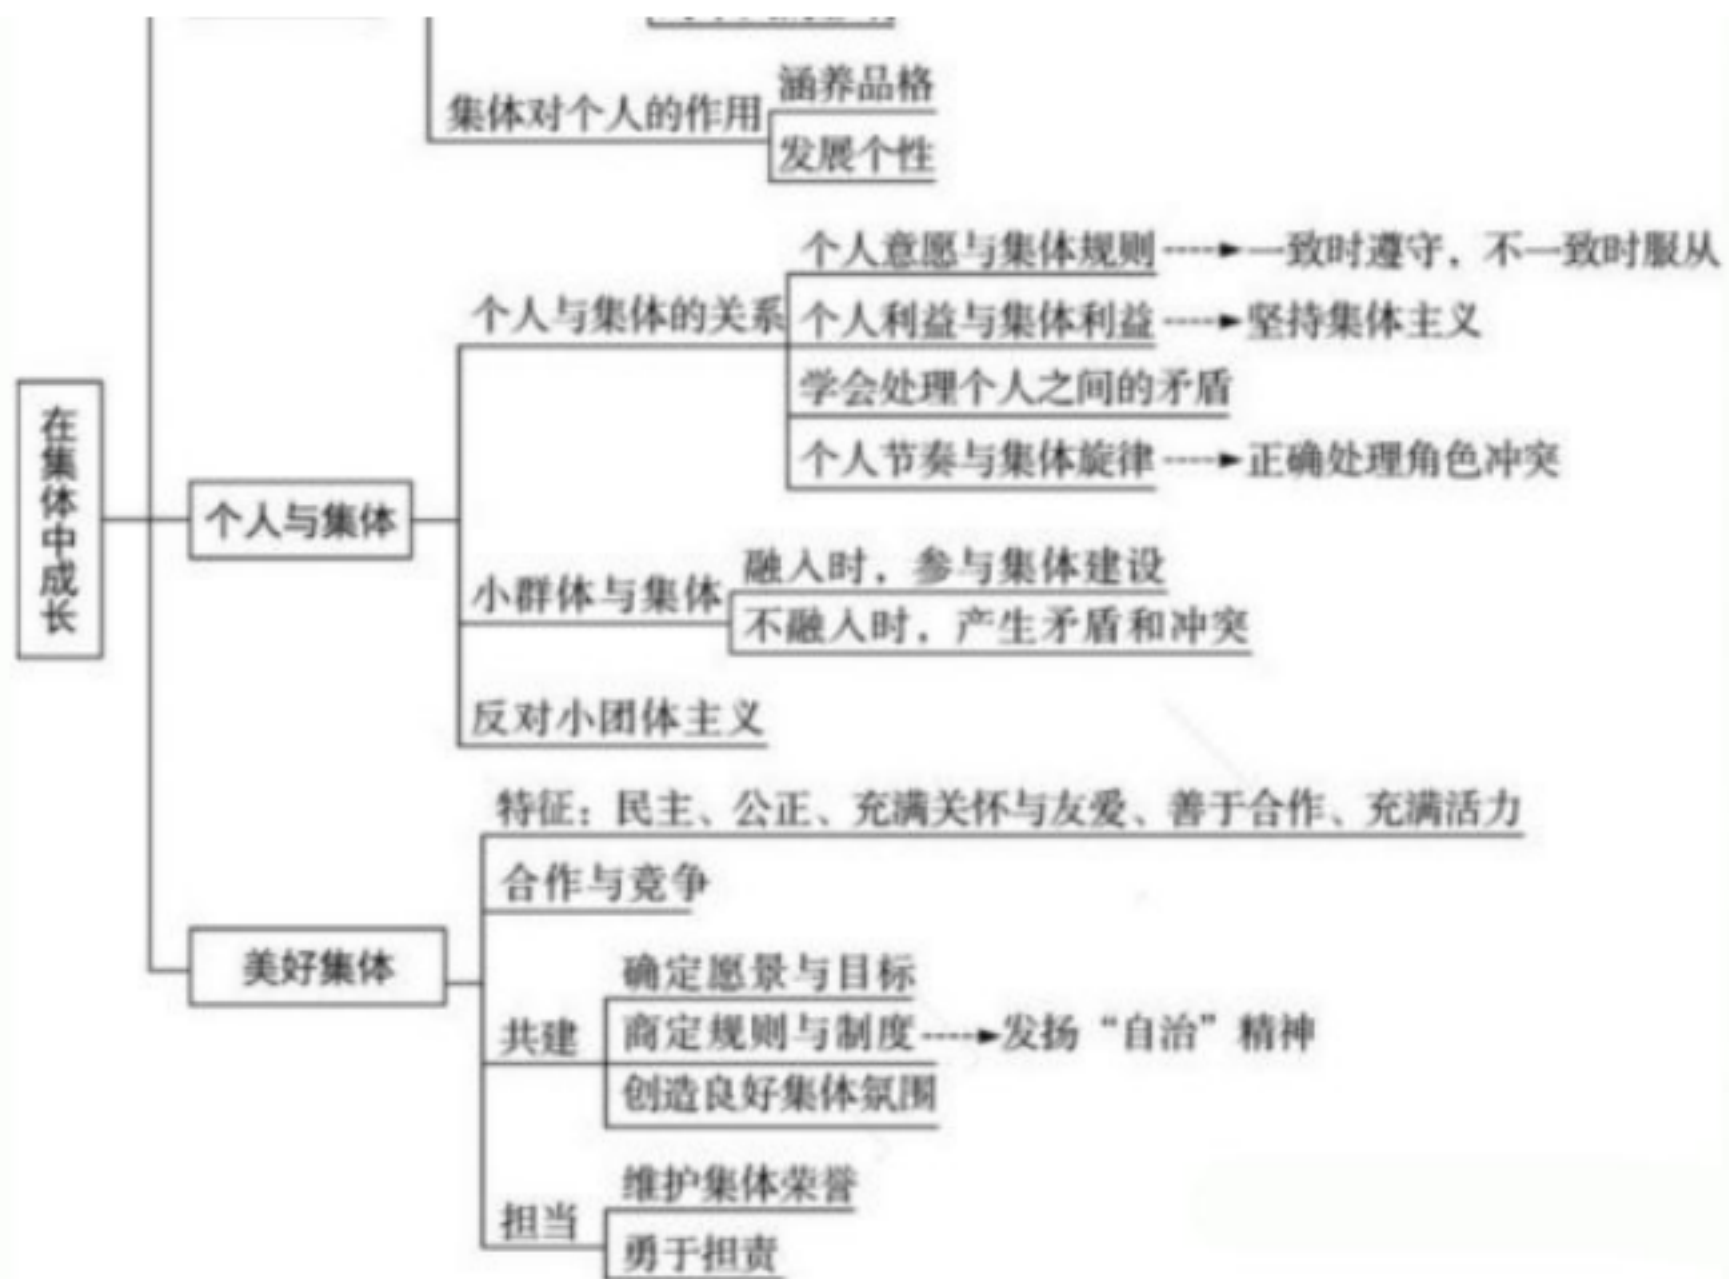 涵养品格
集体对个人的作用
发展个性
个人意愿与集体规则 一致时遵守，不一致时服从
个人与集体的关系
个人利益与集体利益 坚持集体主义
学会处理个人之间的矛盾
个人节奏与集体旋律 正确处理角色冲突
在集体中成长
个人与集体
融入时，参与集体建设
小群体与集体
不融入时，产生矛盾和冲突
反对小团体主义
特征：民主、公正、充满关怀与友爱、善于合作、充满活力
合作与竞争
美好集体
确定愿景与目标
共建
商定规则与制度 发扬“自治”精神
创造良好集体氛围
维护集体荣誉
担当
勇于担责